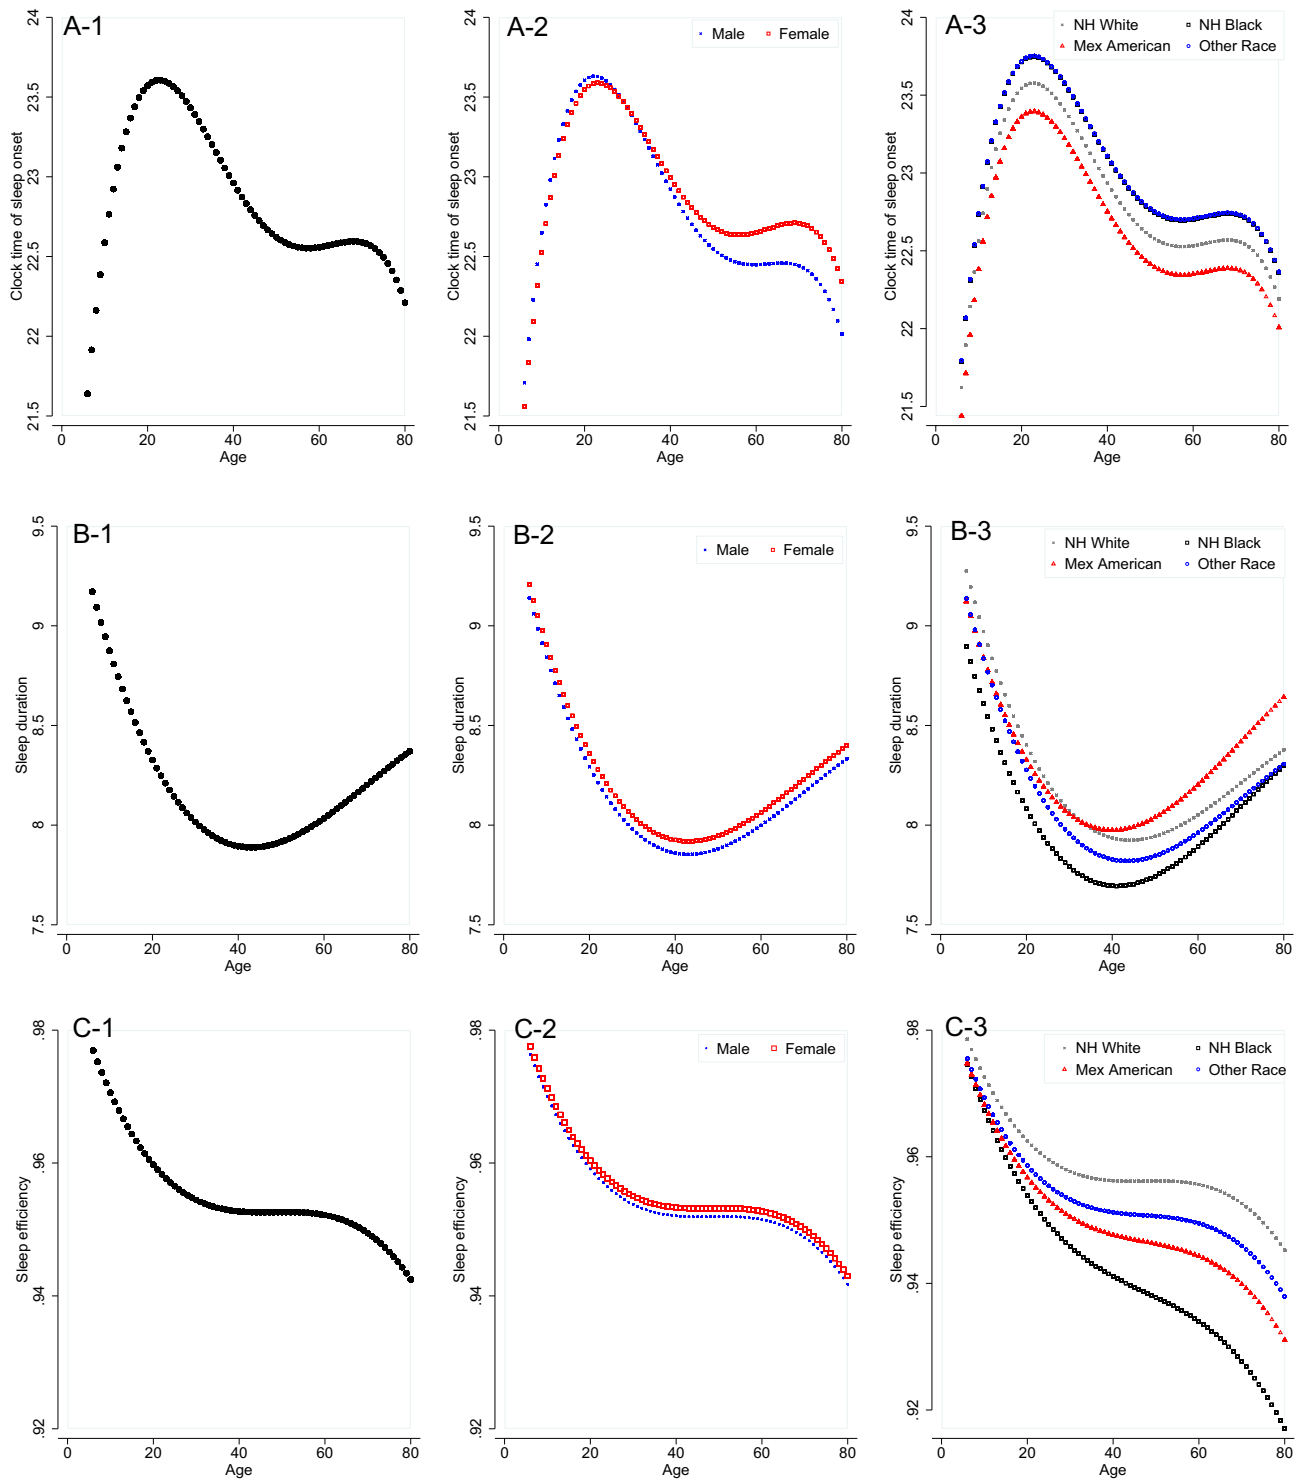 A-1
24
23.5
23
22.5
22
21.5
Clock time of sleep onset
0 20 40 60 80
Age
A-2
Male Female
24
23.5
23
22.5
22
21.5
Clock time of sleep onset
0 20 40 60 80
Age
A-3
NH White NH Black
Mex American Other Race
24
23.5
23
22.5
22
21.5
Clock time of sleep onset
0 20 40 60 80
Age
B-1
9.5
9
8.5
8
7.5
Sleep duration
0 20 40 60 80
Age
B-2
Male Female
9.5
9
8.5
8
7.5
Sleep duration
0 20 40 60 80
Age
B-3
NH White NH Black
Mex American Other Race
9.5
9
8.5
8
7.5
Sleep duration
0 20 40 60 80
Age
C-1
.98
.96
.94
.92
Sleep efficiency
0 20 40 60 80
Age
C-2
Male Female
.98
.96
.94
.92
Sleep efficiency
0 20 40 60 80
Age
C-3
NH White NH Black
Mex American Other Race
.98
.96
.94
.92
Sleep efficiency
0 20 40 60 80
Age